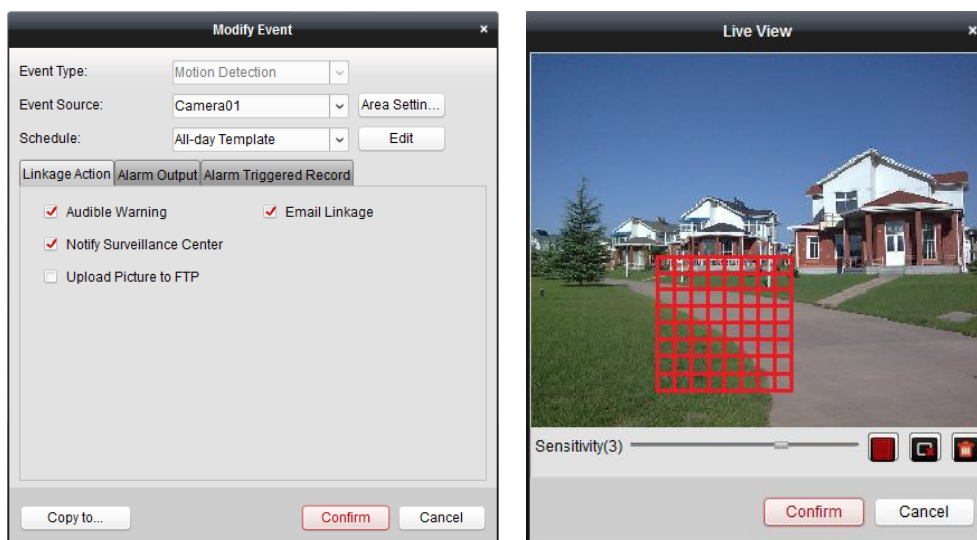 Modify Event
×
Event Type:
Motion Detection
Event Source:
Camera01
Area Settin...
Schedule:
All-day Template
Edit
Linkage Action
Alarm Output
Alarm Triggered Record
Audible Warning
Email Linkage
Notify Surveillance Center
Upload Picture to FTP
Copy to...
Confirm
Cancel
Live View
×
Sensitivity(3)
Confirm
Cancel